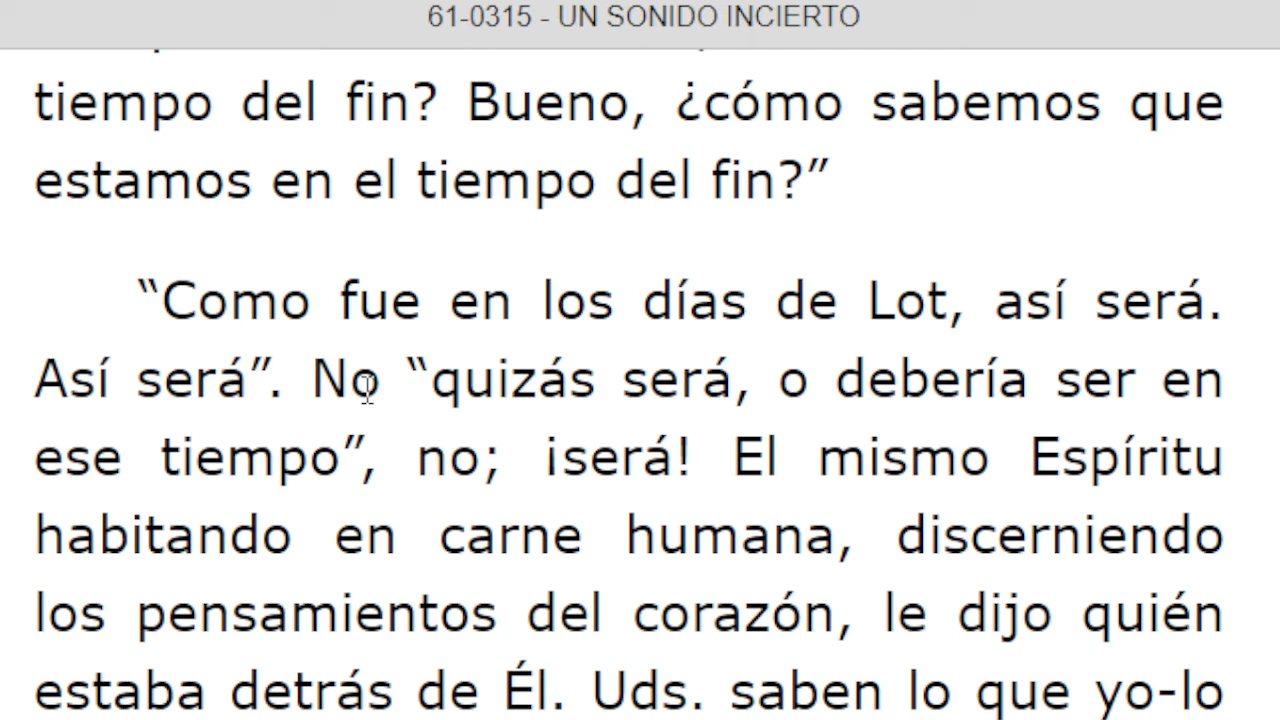 61-0315 - UN SONIDO INCIERTO
tiempo del fin? Bueno, ¿cómo sabemos que
estamos en el tiempo del fin?”
“Como fue en los días de Lot, así será.
Así será”. No “quizás será, o debería ser en
ese tiempo”, no; ¡será! El mismo Espíritu
habitando en carne humana, discerniendo
los pensamientos del corazón, le dijo quién
estaba detrás de Él. Uds. saben lo que yo-lo